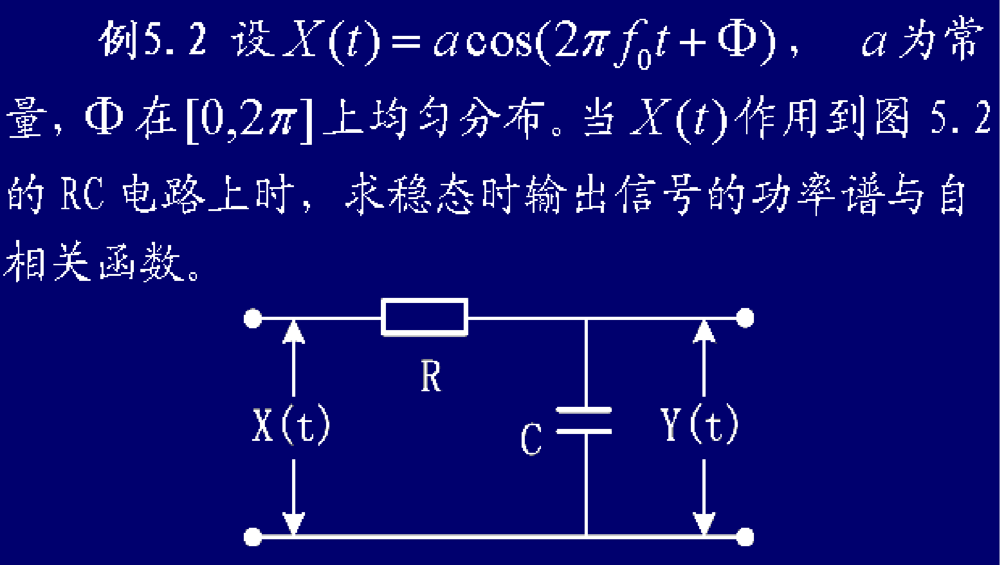 例5.2 设X(t)=acos(2πf₀t+Φ)， a为常
量，Φ在[0,2π]上均匀分布。当X(t)作用到图 5.2
的 RC 电路上时，求稳态时输出信号的功率谱与自
相关函数。
R
X(t)
C
Y(t)